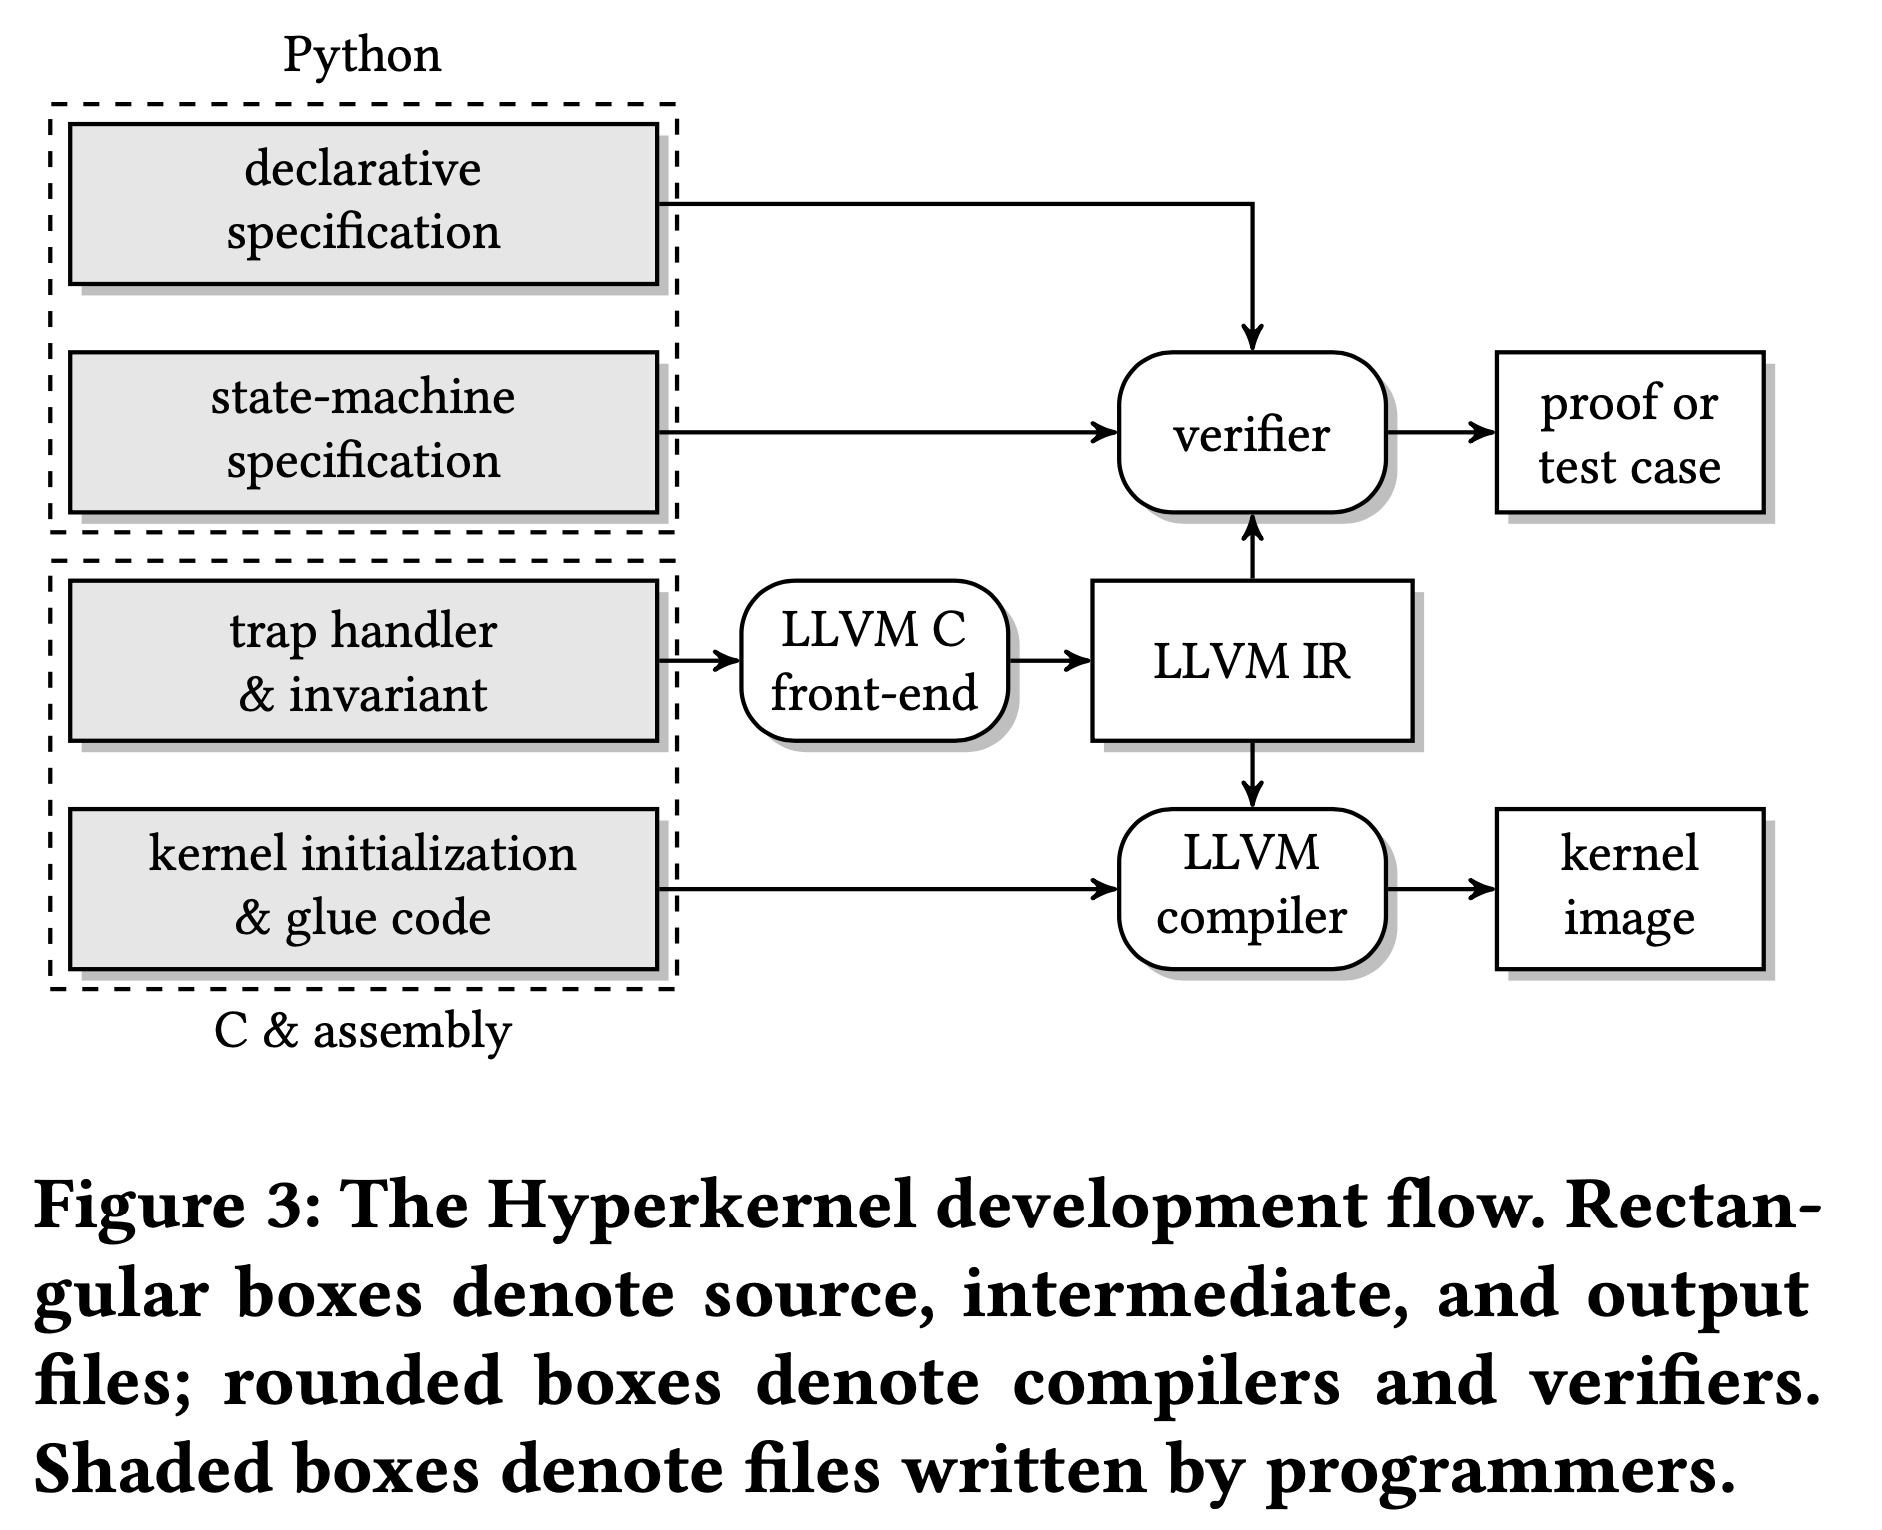 Python
declarative
specification
state-machine
specification
verifier
proof or
test case
trap handler
& invariant
LLVM C
front-end
LLVM IR
kernel initialization
& glue code
LLVM
compiler
kernel
image
C & assembly
Figure 3: The Hyperkernel development flow. Rectan-
gular boxes denote source, intermediate, and output
files; rounded boxes denote compilers and verifiers.
Shaded boxes denote files written by programmers.